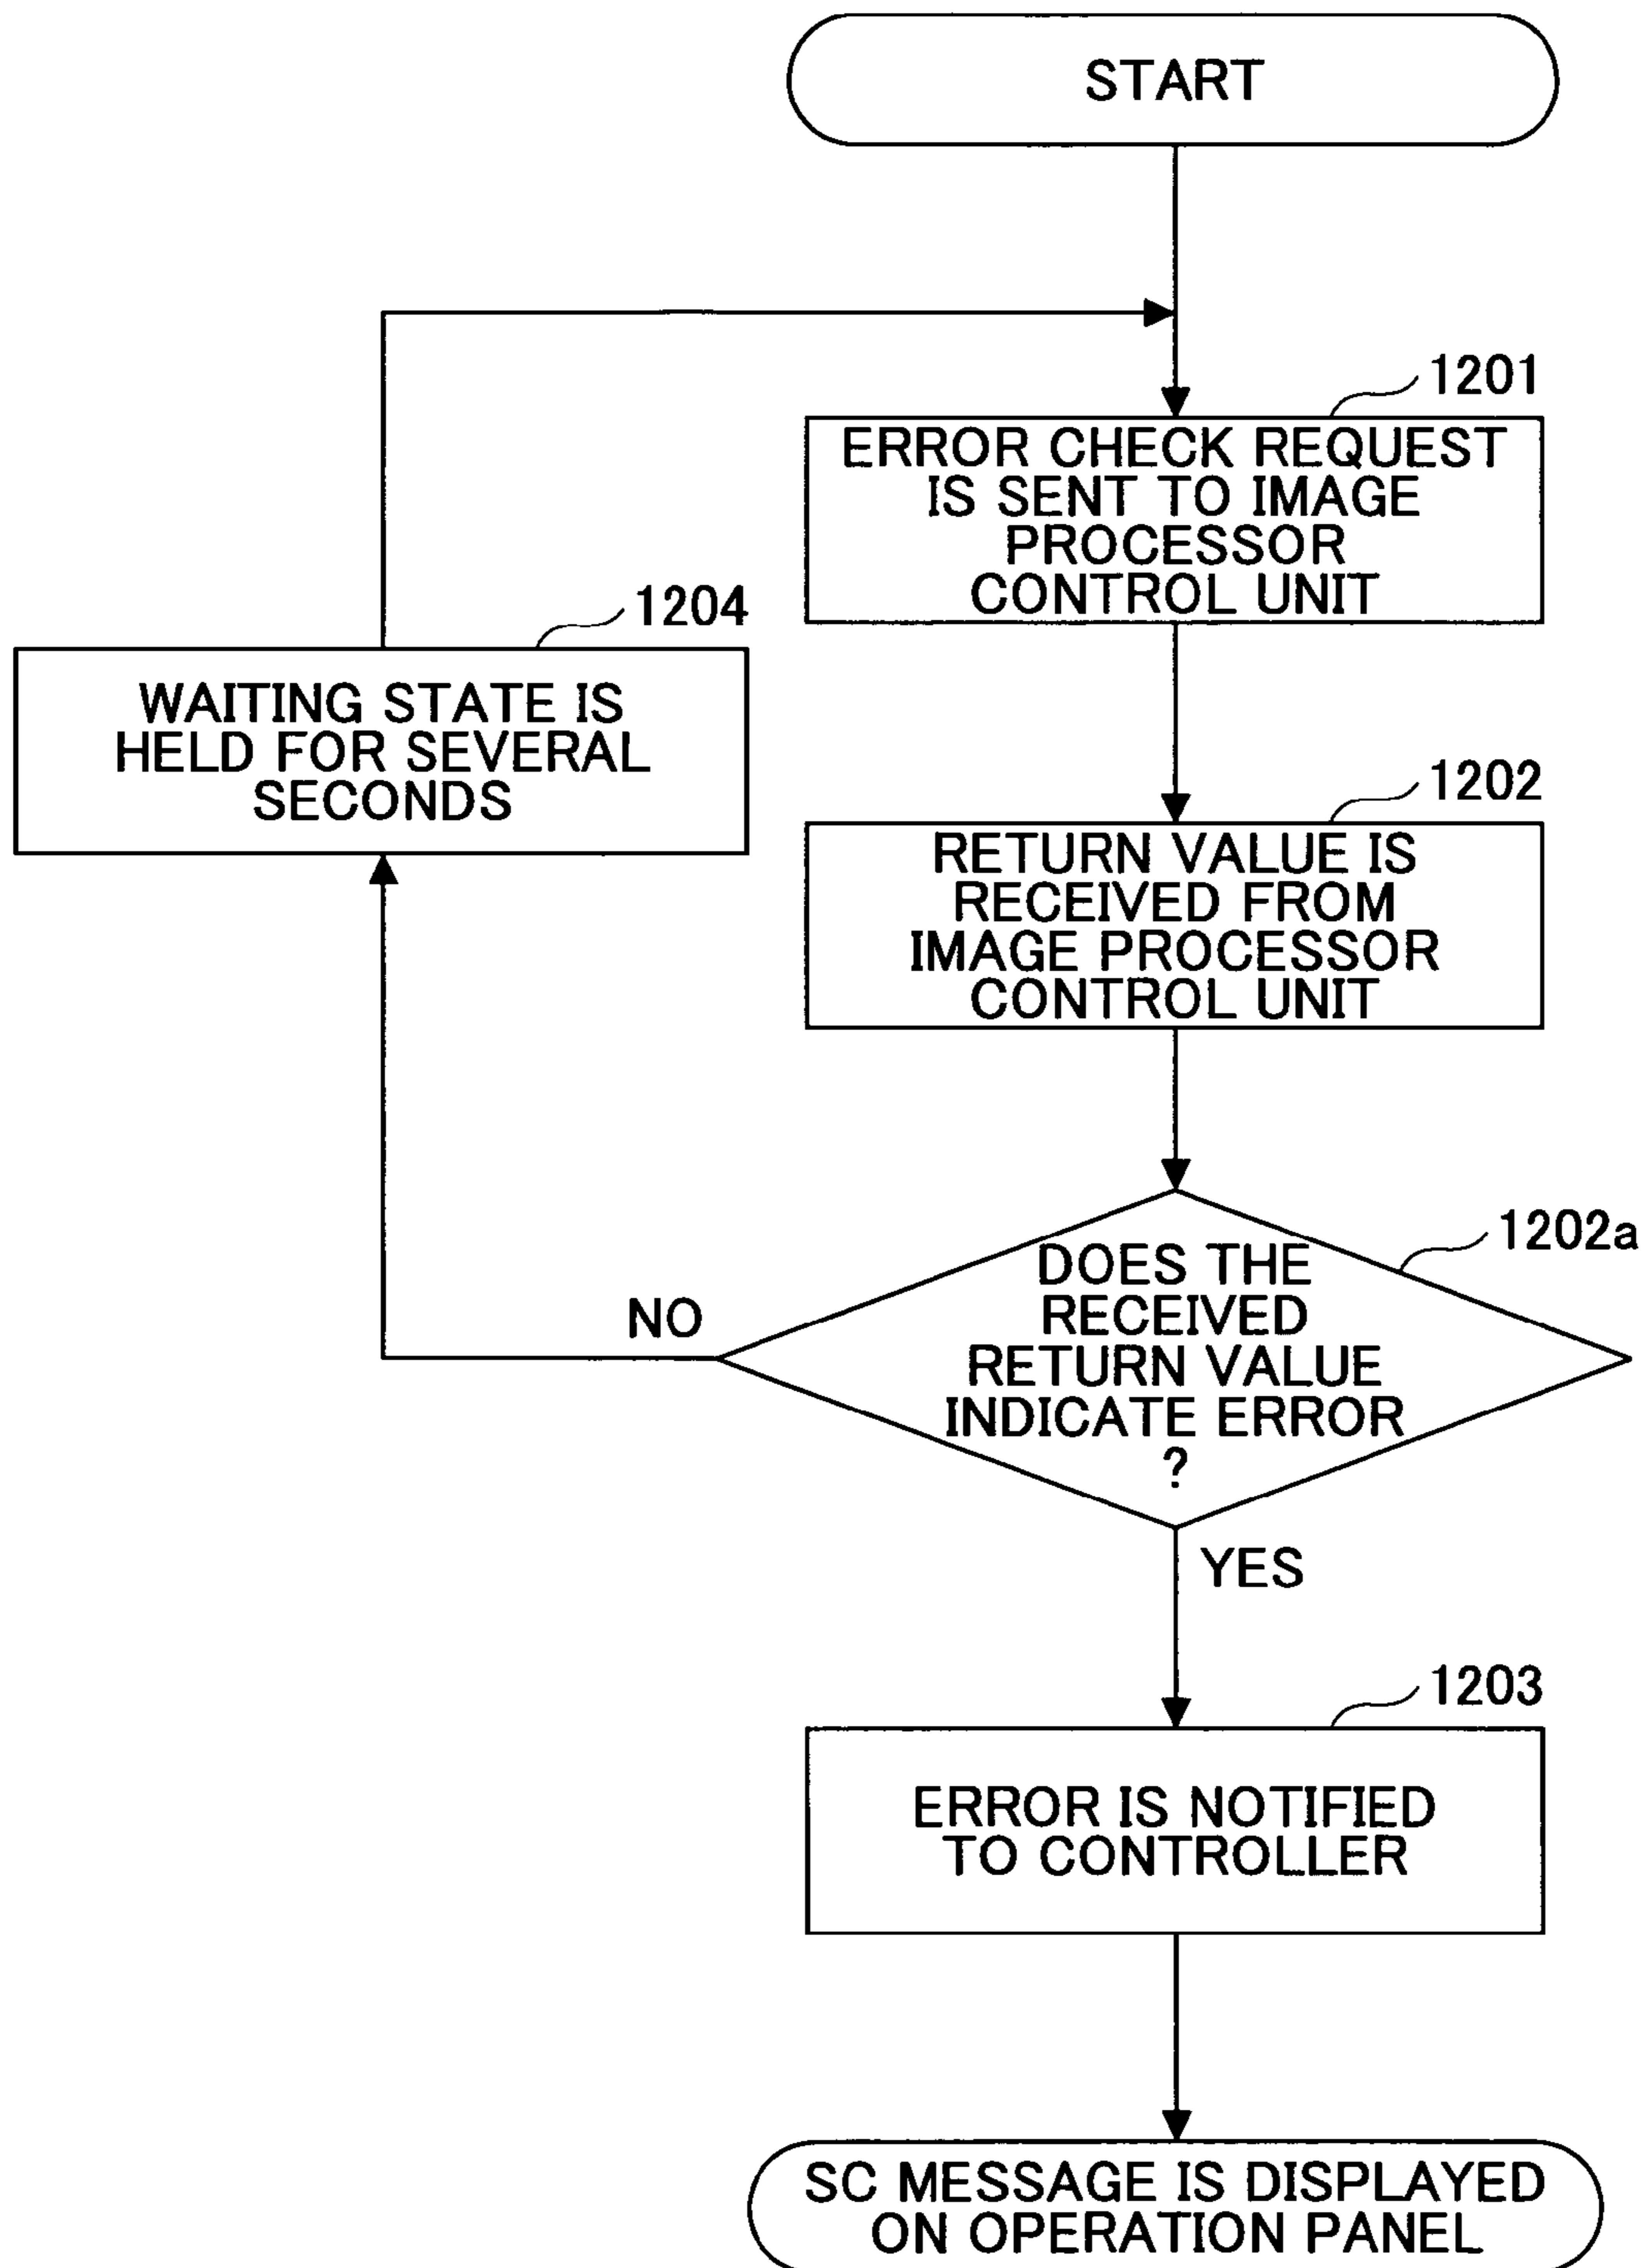 START
1201
ERROR CHECK REQUEST
IS SENT TO IMAGE
PROCESSOR
CONTROL UNIT
1204
WAITING STATE IS
HELD FOR SEVERAL
SECONDS
1202
RETURN VALUE IS
RECEIVED FROM
IMAGE PROCESSOR
CONTROL UNIT
1202a
DOES THE
RECEIVED
RETURN VALUE
INDICATE ERROR
?
NO
YES
1203
ERROR IS NOTIFIED
TO CONTROLLER
SC MESSAGE IS DISPLAYED
ON OPERATION PANEL